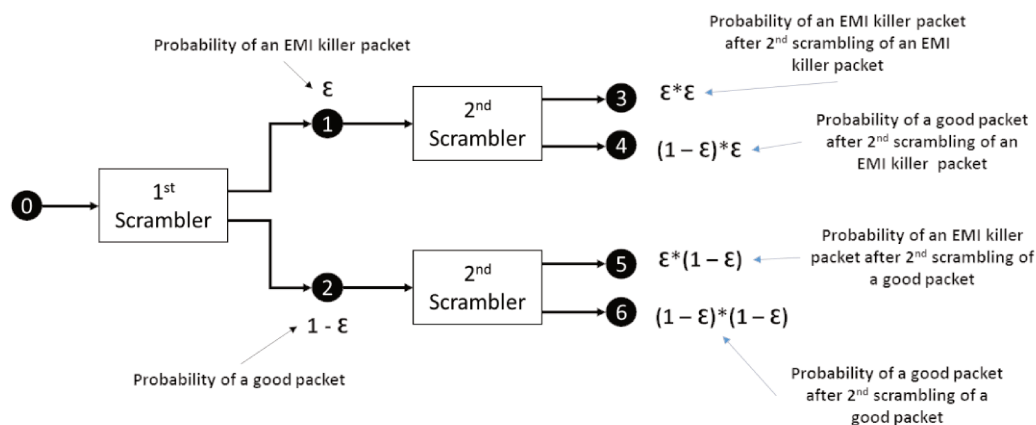 Probability of an EMI killer packet
Ɛ
1
2nd
Scrambler
3
Ɛ*Ɛ
Probability of an EMI killer packet
after 2nd scrambling of an EMI
killer packet
4
(1 – Ɛ)*Ɛ
Probability of a good packet
after 2nd scrambling of an
EMI killer  packet
0
1st
Scrambler
2
1 - Ɛ
Probability of a good packet
2nd
Scrambler
5
Ɛ*(1 – Ɛ)
Probability of an EMI killer
packet after 2nd scrambling of
a good packet
6
(1 – Ɛ)*(1 – Ɛ)
Probability of a good packet
after 2nd scrambling of a
good packet